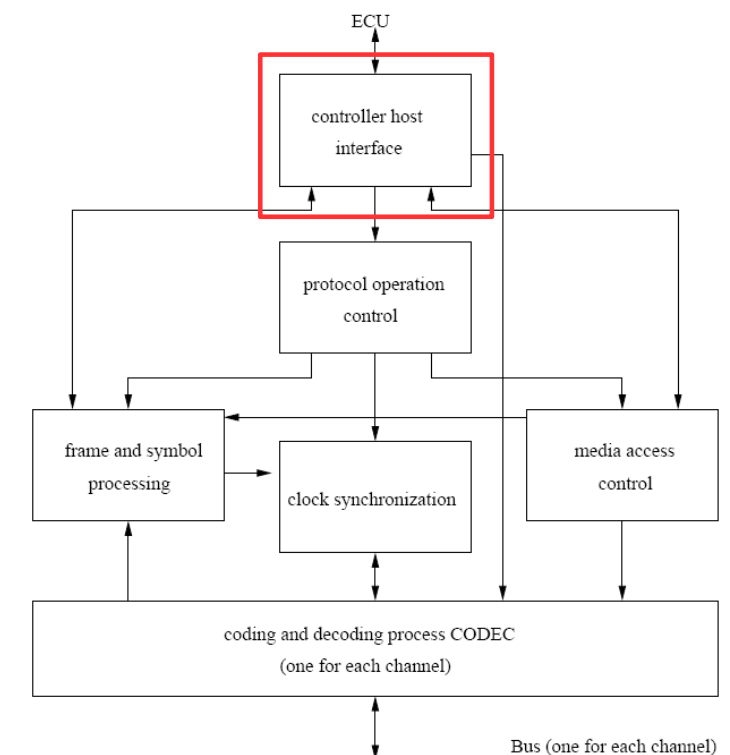 ECU
controller host
interface
protocol operation
control
frame and symbol
processing
media access
control
clock synchronization
coding and decoding process CODEC
(one for each channel)
Bus (one for each channel)